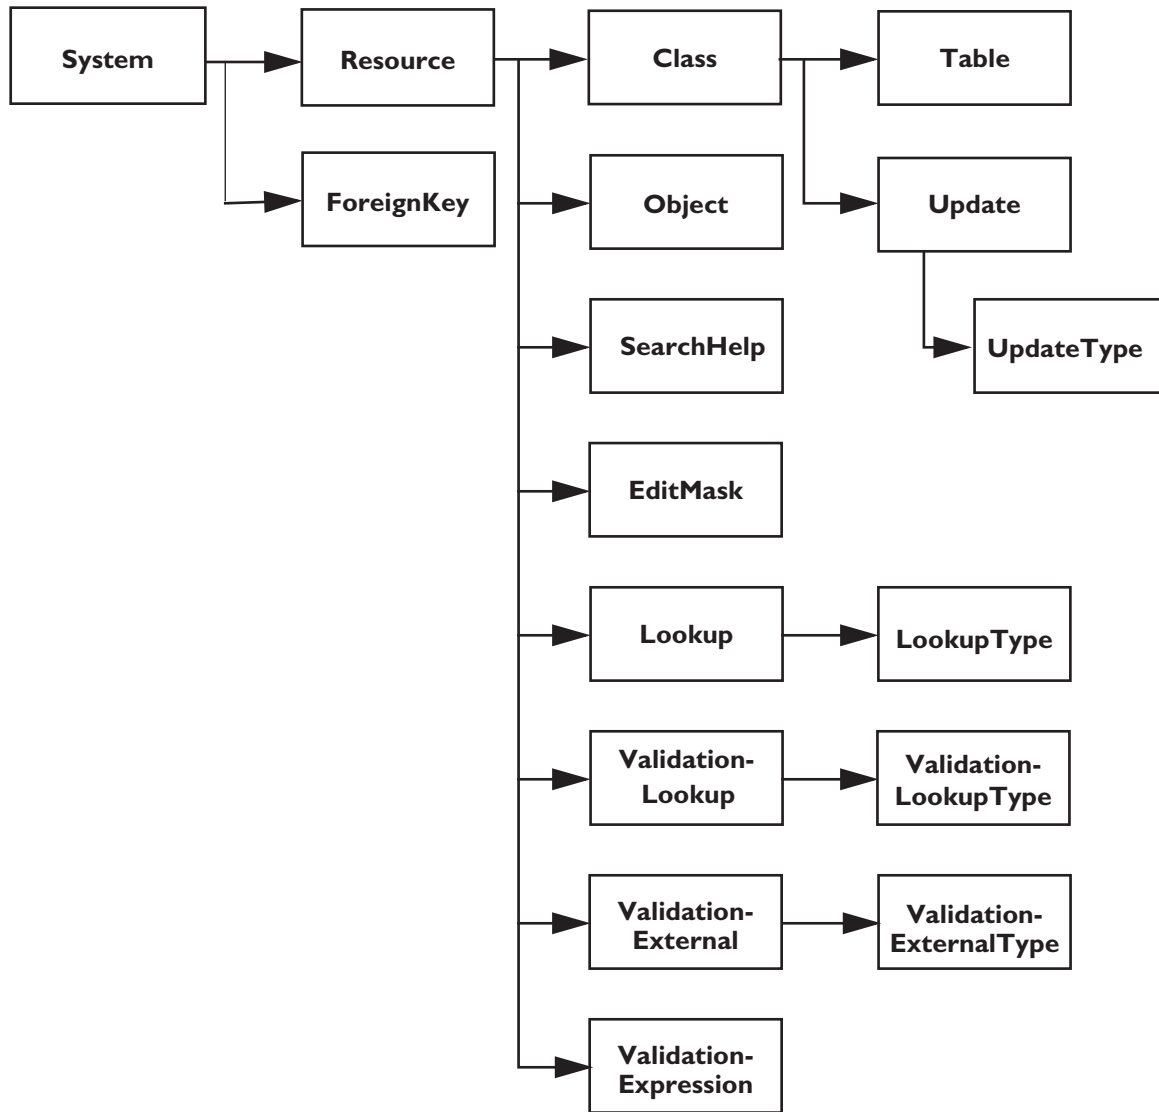 System
Resource
Class
Table
ForeignKey
Object
Update
SearchHelp
UpdateType
EditMask
Lookup
LookupType
Validation-
Lookup
Validation-
LookupType
Validation-
External
Validation-
ExternalType
Validation-
Expression